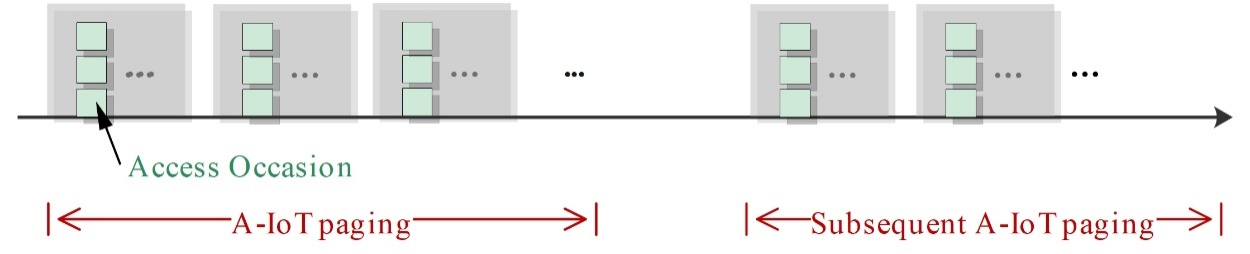 Access Occasion
A-IoT paging
Subsequent A-IoT paging